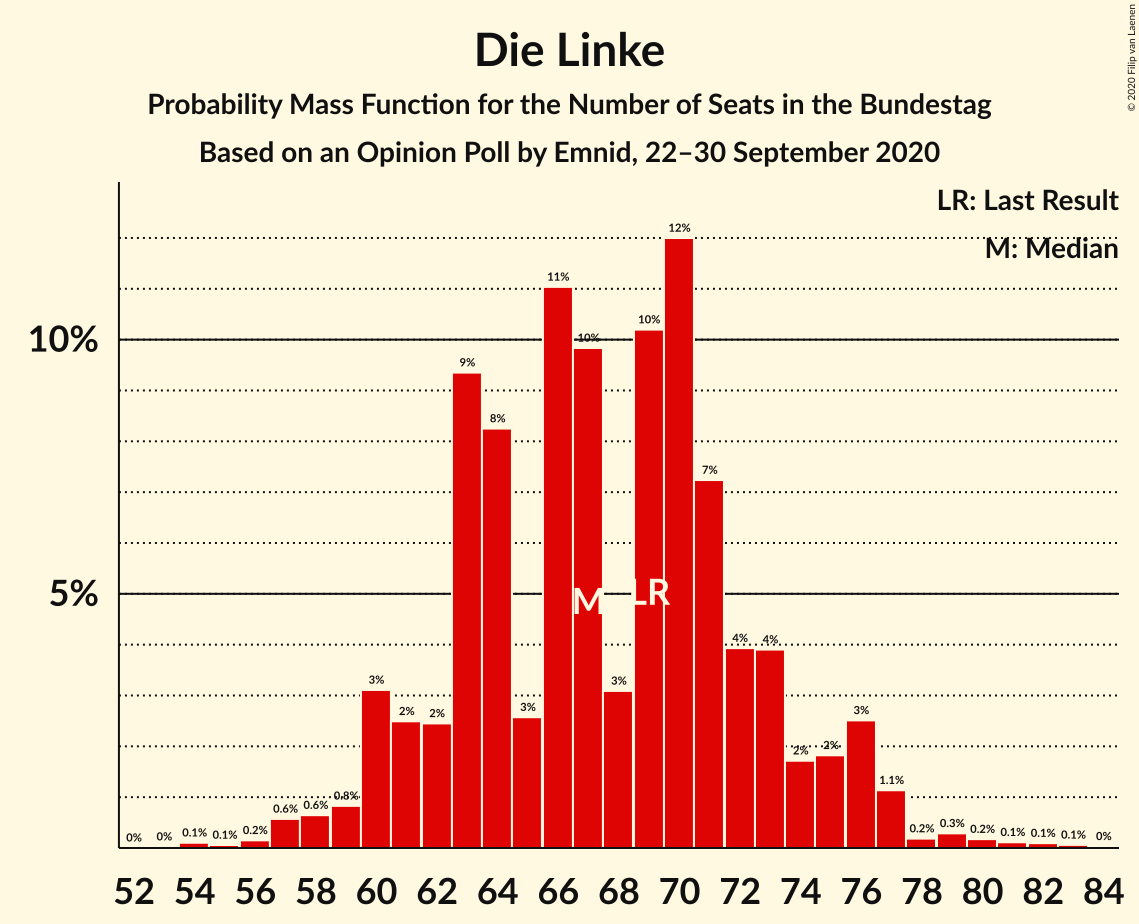 Die Linke
Probability Mass Function for the Number of Seats in the Bundestag
Based on an Opinion Poll by Emnid, 22–30 September 2020
© 2020 Filip van Laenen
LR: Last Result
M: Median
10%
5%
0% 0% 0.1% 0.1% 0.2% 0.6% 0.6% 0.8% 3% 2% 2% 9% 8% 3% 11% 10% 3% 10% 12% 7% 4% 4% 2% 2% 3% 1.1% 0.2% 0.3% 0.2% 0.1% 0.1% 0.1% 0%
M LR
52 54 56 58 60 62 64 66 68 70 72 74 76 78 80 82 84